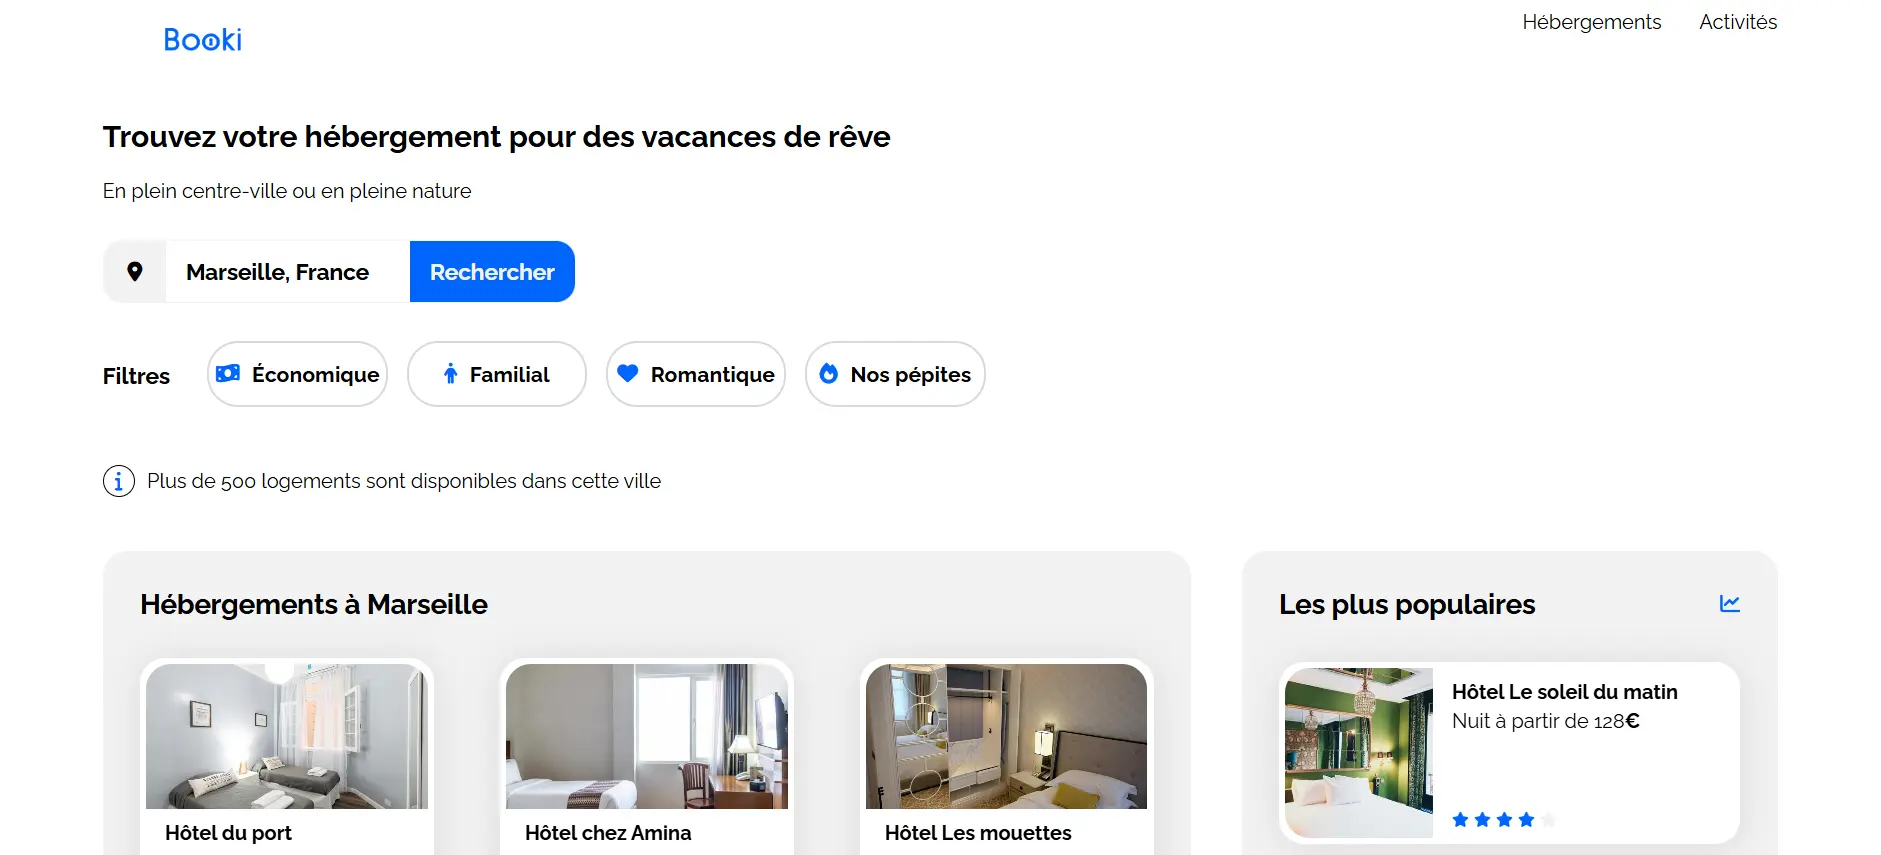 Booki
Hébergements
Activités
Trouvez votre hébergement pour des vacances de rêve
En plein centre-ville ou en pleine nature
Marseille, France
Rechercher
Filtres
Économique
Familial
Romantique
Nos pépites
Plus de 500 logements sont disponibles dans cette ville
Hébergements à Marseille
Les plus populaires
Hôtel Le soleil du matin
Nuit à partir de 128€
Hôtel du port
Hôtel chez Amina
Hôtel Les mouettes